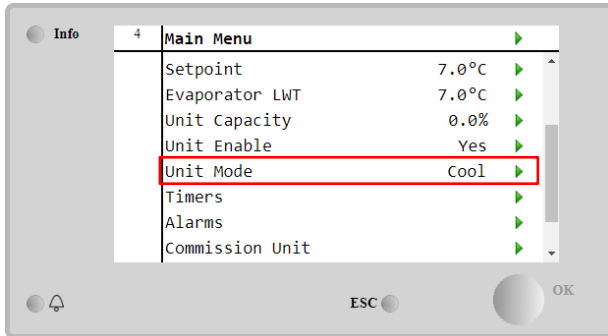 Info
4 Main Menu
Setpoint 7.0°C
Evaporator LWT 7.0°C
Unit Capacity 0.0%
Unit Enable Yes
Unit Mode Cool
Timers
Alarms
Commission Unit
ESC OK